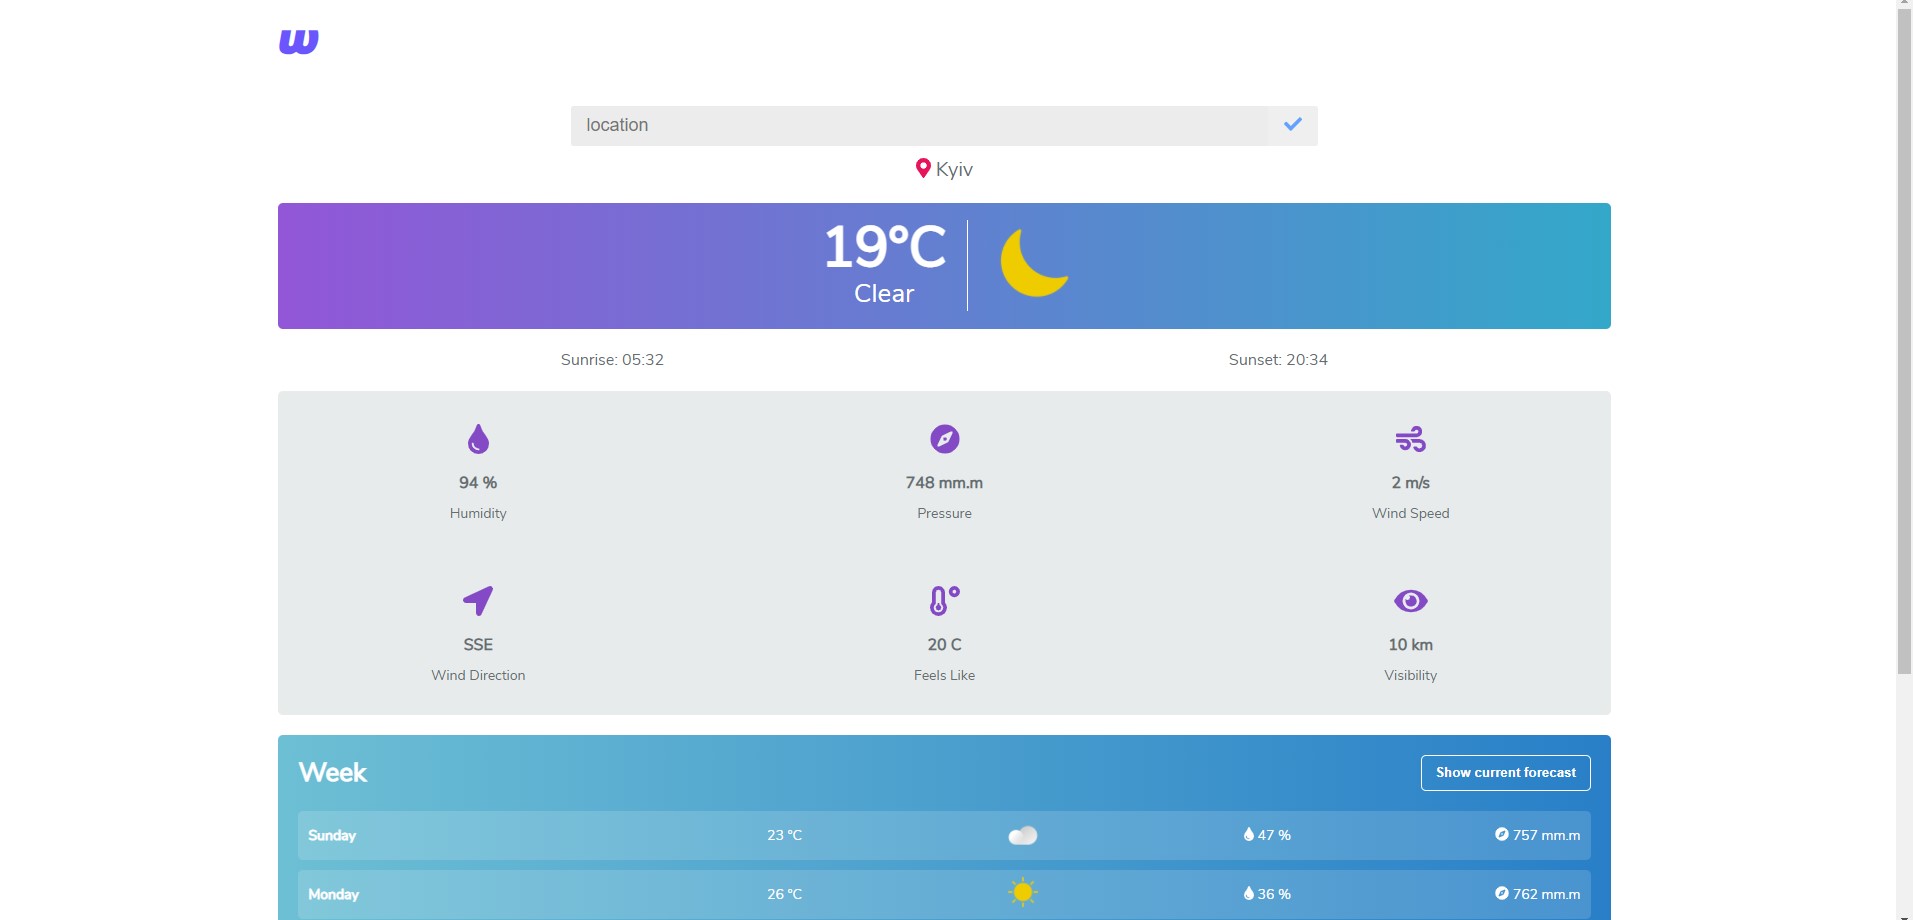 w
location
Kyiv
19°C
Clear
Sunrise: 05:32
Sunset: 20:34
94 %
Humidity
748 mm.m
Pressure
2 m/s
Wind Speed
SSE
Wind Direction
20 C
Feels Like
10 km
Visibility
Week
Show current forecast
Sunday 23 °C 47 % 757 mm.m
Monday 26 °C 36 % 762 mm.m